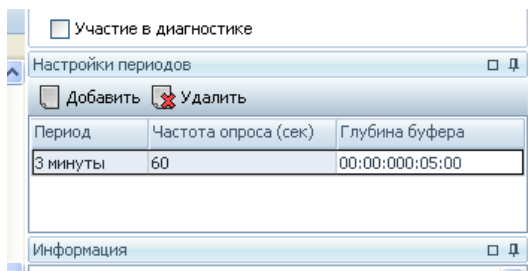 Участие в диагностике
Настройки периодов
Добавить Удалить
Период Частота опроса (сек) Глубина буфера
3 минуты 60 00:00:000:05:00
Информация